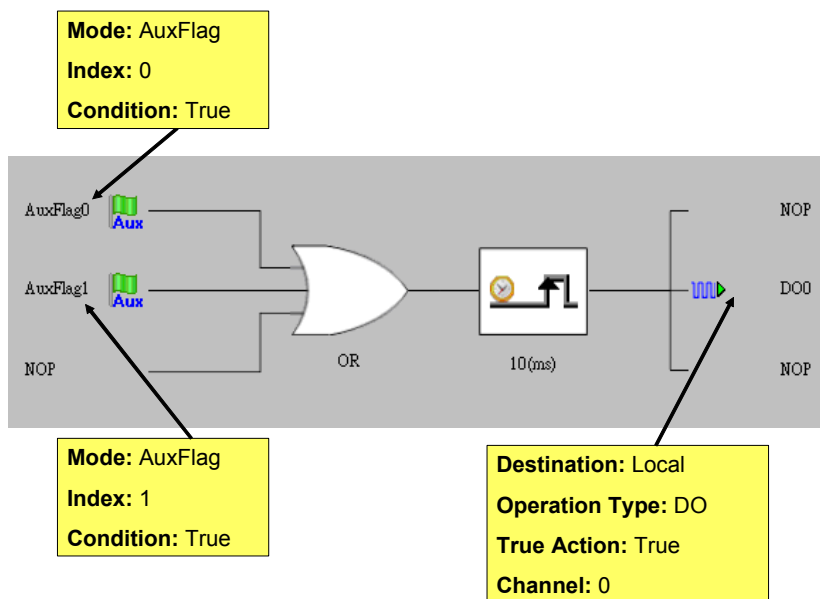 Mode: AuxFlag
Index: 0
Condition: True
AuxFlag0
Aux
NOP
AuxFlag1
Aux
DO0
NOP
OR
10(ms)
NOP
Mode: AuxFlag
Index: 1
Condition: True
Destination: Local
Operation Type: DO
True Action: True
Channel: 0